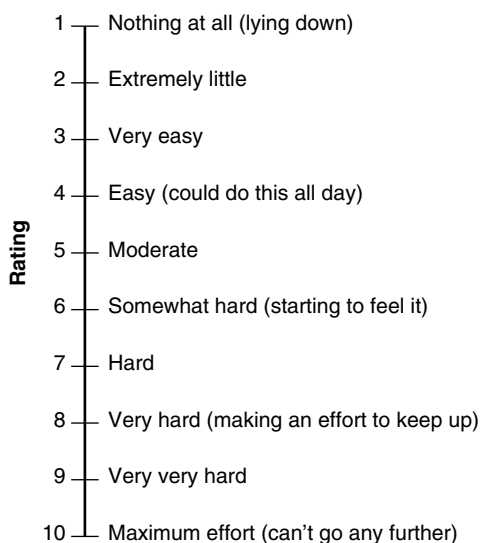 Rating
1 Nothing at all (lying down)
2 Extremely little
3 Very easy
4 Easy (could do this all day)
5 Moderate
6 Somewhat hard (starting to feel it)
7 Hard
8 Very hard (making an effort to keep up)
9 Very very hard
10 Maximum effort (can't go any further)